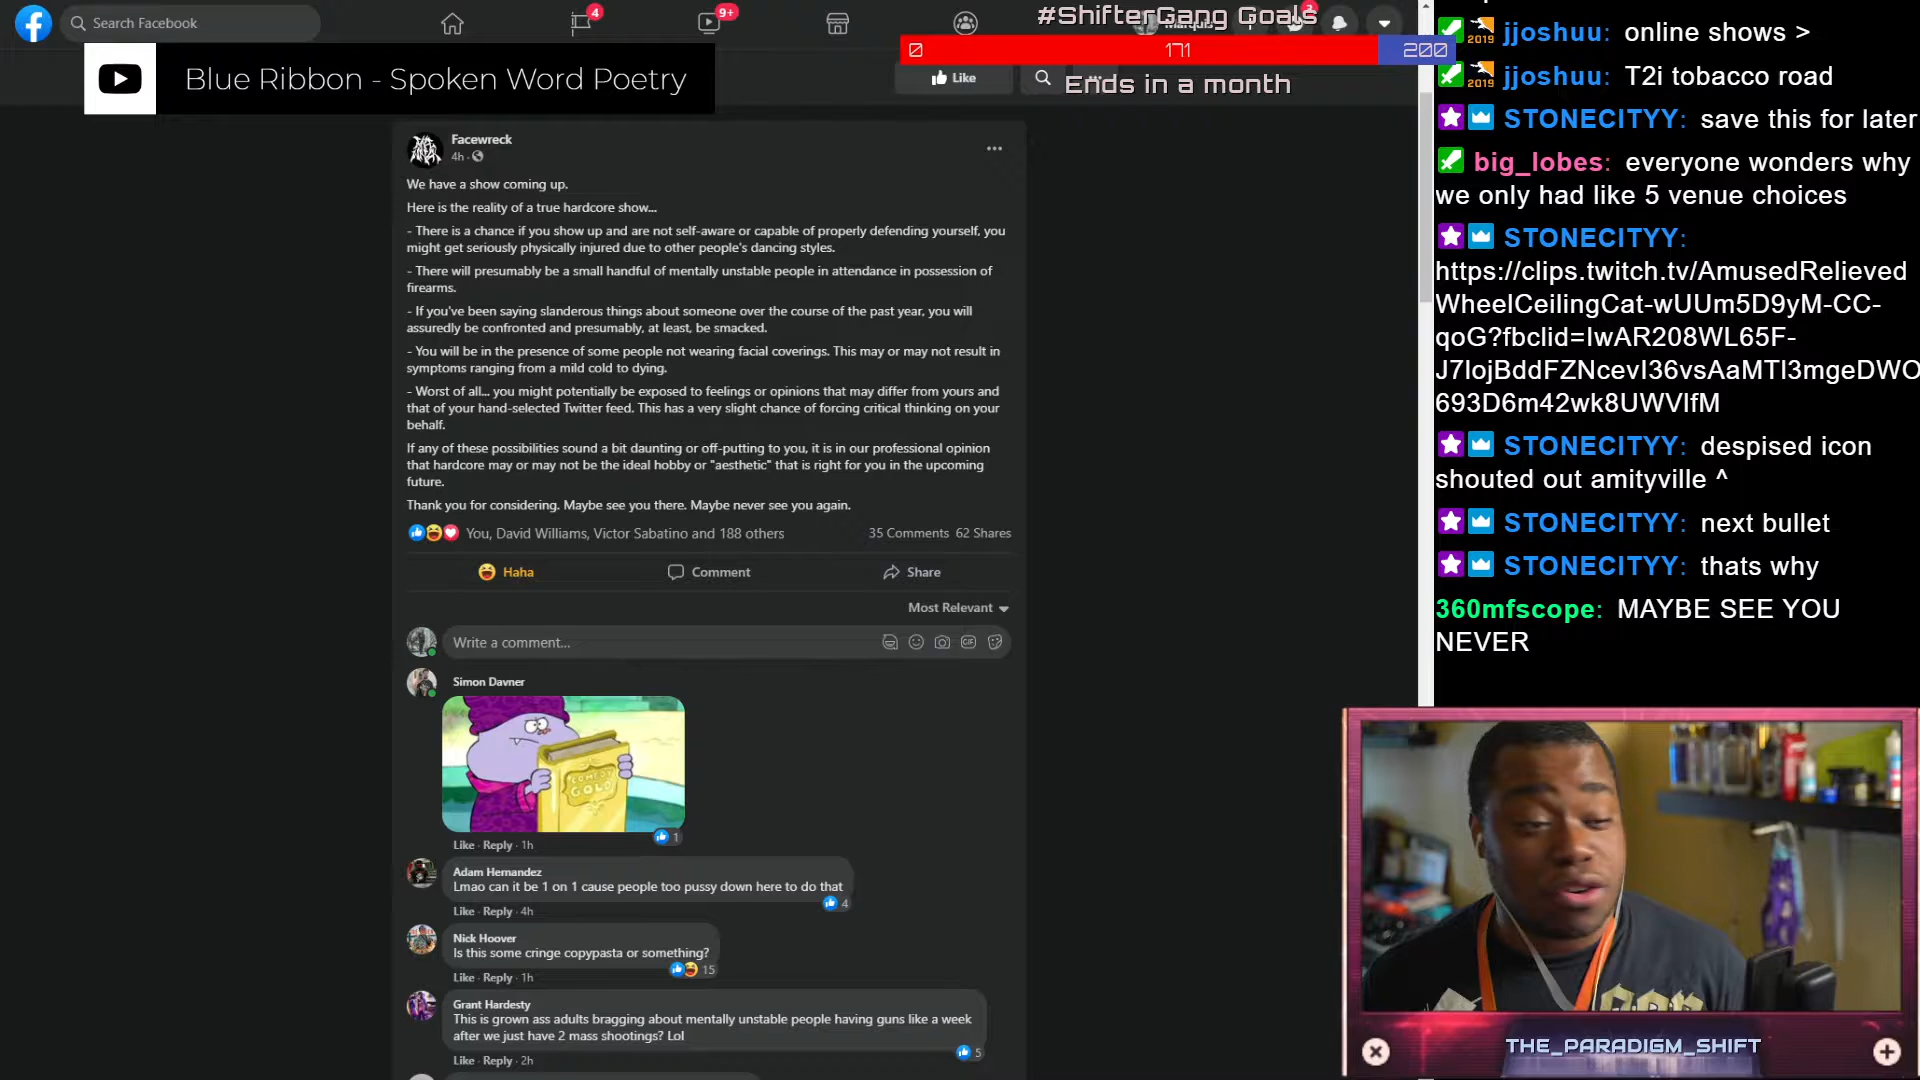 Search Facebook
4
9+
#ShifterGang Goals
0
171
200
Like
Ends in a month
Blue Ribbon - Spoken Word Poetry
Facewreck
4h ·
We have a show coming up.
Here is the reality of a true hardcore show...
- There is a chance if you show up and are not self-aware or capable of properly defending yourself, you
might get seriously physically injured due to other people's dancing styles.
- There will presumably be a small handful of mentally unstable people in attendance in possession of
firearms.
- If you've been saying slanderous things about someone over the course of the past year, you will
assuredly be confronted and presumably, at least, be smacked.
- You will be in the presence of some people not wearing facial coverings. This may or may not result in
symptoms ranging from a mild cold to dying.
- Worst of all... you might potentially be exposed to feelings or opinions that may differ from yours and
that of your hand-selected Twitter feed. This has a very slight chance of forcing critical thinking on your
behalf.
If any of these possibilities sound a bit daunting or off-putting to you, it is in our professional opinion
that hardcore may or may not be the ideal hobby or "aesthetic" that is right for you in the upcoming
future.
Thank you for considering. Maybe see you there. Maybe never see you again.
You, David Williams, Victor Sabatino and 188 others
35 Comments 62 Shares
Haha
Comment
Share
Most Relevant
Write a comment...
GIF
Simon Davner
COMEDY
GOLD
1
Like · Reply · 1h
Adam Hernandez
Lmao can it be 1 on 1 cause people too pussy down here to do that
4
Like · Reply · 4h
Nick Hoover
Is this some cringe copypasta or something?
15
Like · Reply · 1h
Grant Hardesty
This is grown ass adults bragging about mentally unstable people having guns like a week
after we just have 2 mass shootings? Lol
5
Like · Reply · 2h
2019 jjoshuu: online shows >
2019 jjoshuu: T2i tobacco road
STONECITYY: save this for later
big_lobes: everyone wonders why
we only had like 5 venue choices
STONECITYY:
https://clips.twitch.tv/AmusedRelieved
WheelCeilingCat-wUUm5D9yM-CC-
qoG?fbclid=IwAR208WL65F-
J7lojBddFZNcevI36vsAaMTl3mgeDWO
693D6m42wk8UWVIfM
STONECITYY: despised icon
shouted out amityville ^
STONECITYY: next bullet
STONECITYY: thats why
360mfscope: MAYBE SEE YOU
NEVER
THE_PARADIGM_SHIFT